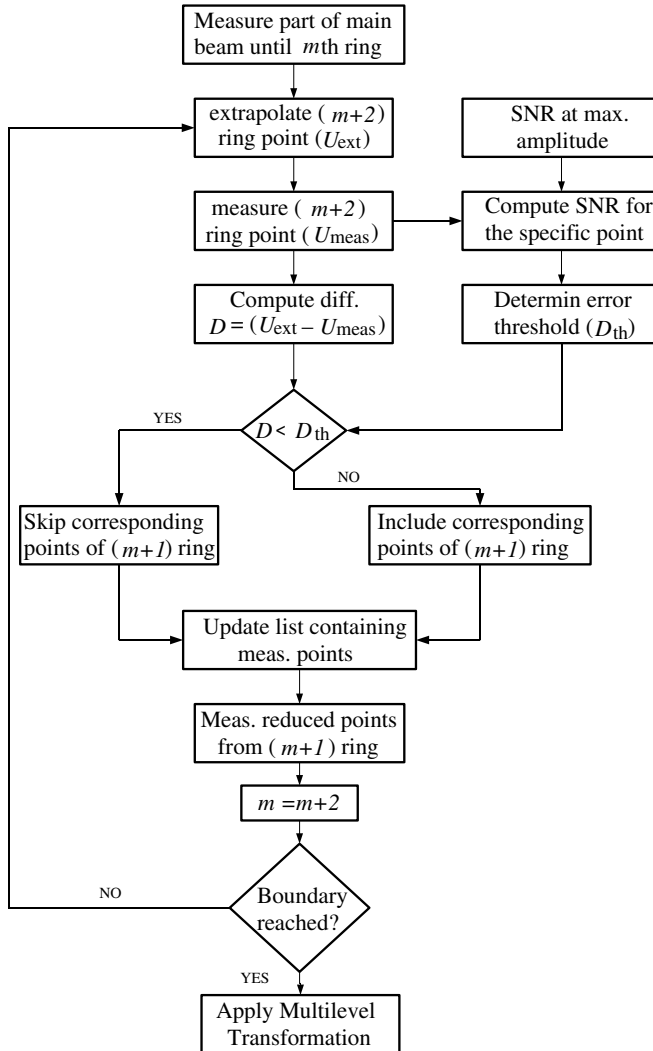 Measure part of main
beam until mth ring
extrapolate ( m+2)
ring point (Uext)
SNR at max.
amplitude
measure ( m+2)
ring point ( Umeas)
Compute SNR for
the specific point
Compute diff.
D = (Uext – Umeas)
Determin error
threshold (Dth)
D < Dth
YES
NO
Skip corresponding
points of (m+1) ring
Include corresponding
points of (m+1) ring
Update list containing
meas. points
Meas. reduced points
from ( m+1) ring
m =m+2
Boundary
reached?
NO
YES
Apply Multilevel
Transformation